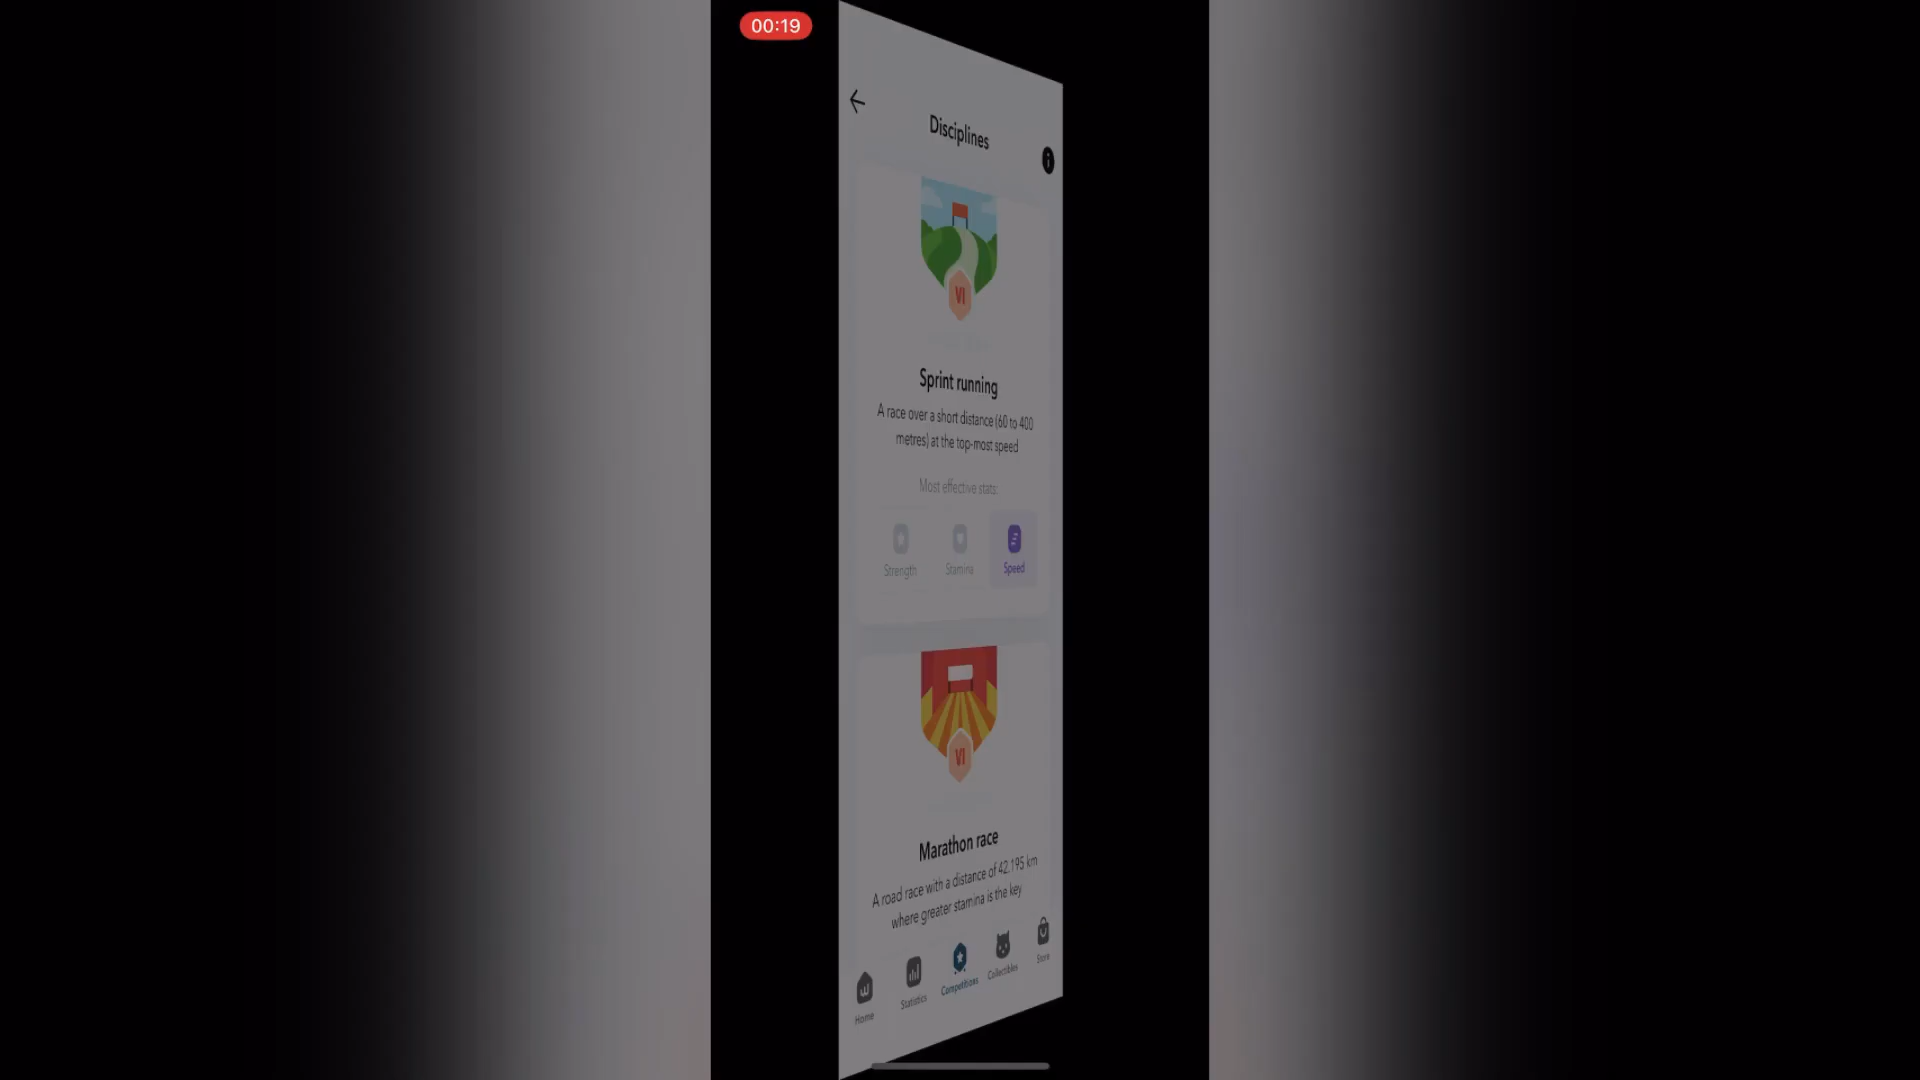 00:19
Disciplines
VI
Sprint running
A race over a short distance (60 to 400
metres) at the top-most speed
Most effective stats:
Strength
Stamina
Speed
VI
Marathon race
A road race with a distance of 42.195 km
where greater stamina is the key
Home
Statistics
Competitions
Collectibles
Store